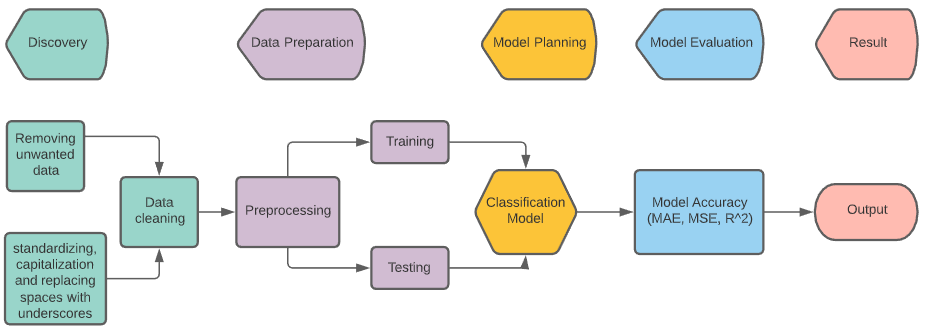 Discovery
Data Preparation
Model Planning
Model Evaluation
Result
Removing
unwanted
data
Data
cleaning
standardizing,
capitalization
and replacing
spaces with
underscores
Preprocessing
Training
Testing
Classification
Model
Model Accuracy
(MAE, MSE, R^2)
Output